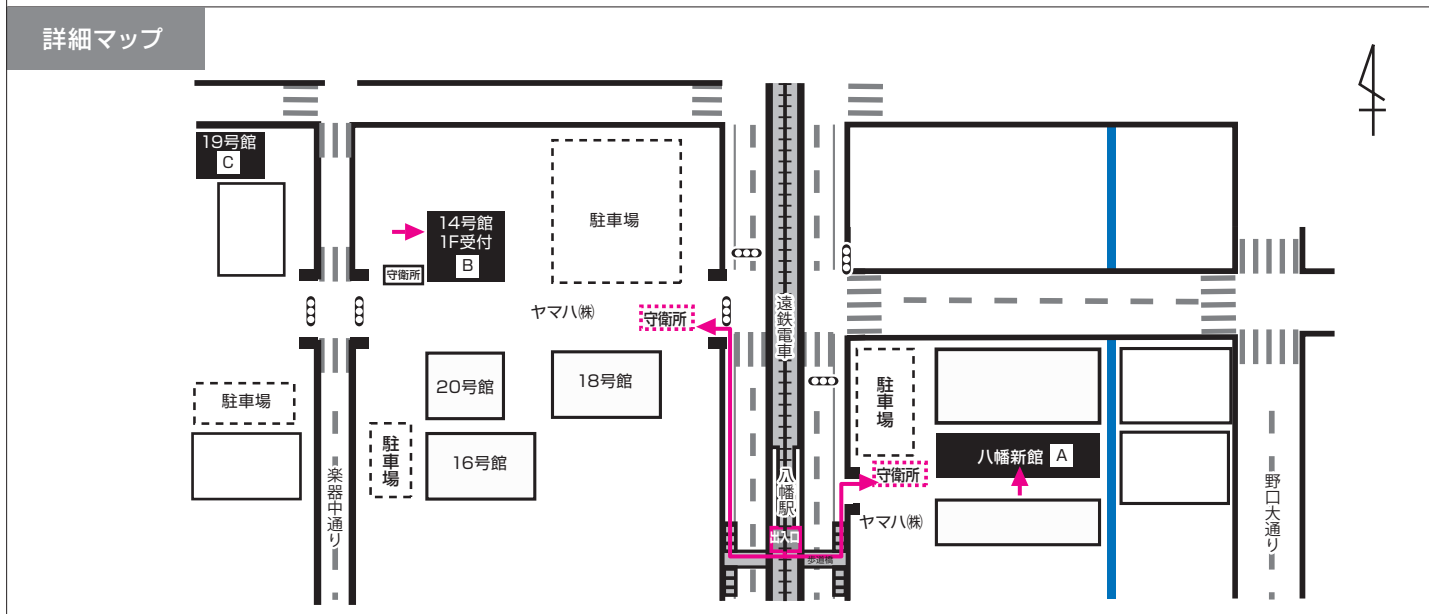 詳細マップ
19号館
C
14号館
1F受付
B
守衛所
駐車場
ヤマハ㈱
守衛所
遠鉄電車
20号館
18号館
駐車場
駐車場
16号館
楽器中通り
八幡駅
出入口
歩道橋
駐車場
守衛所
八幡新館 A
ヤマハ㈱
野口大通り